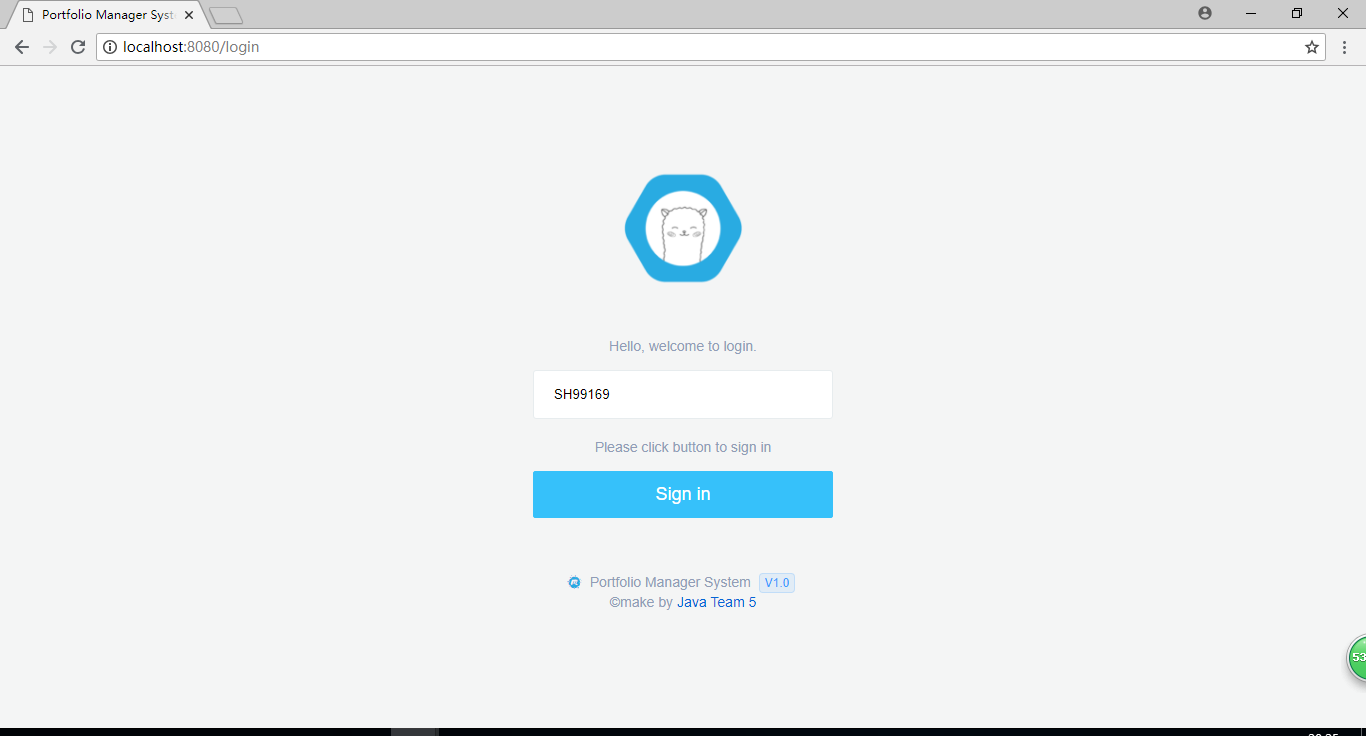 Portfolio Manager Syst
localhost:8080/login
Hello, welcome to login.
SH99169
Please click button to sign in
Sign in
Portfolio Manager System V1.0
©make by Java Team 5
53